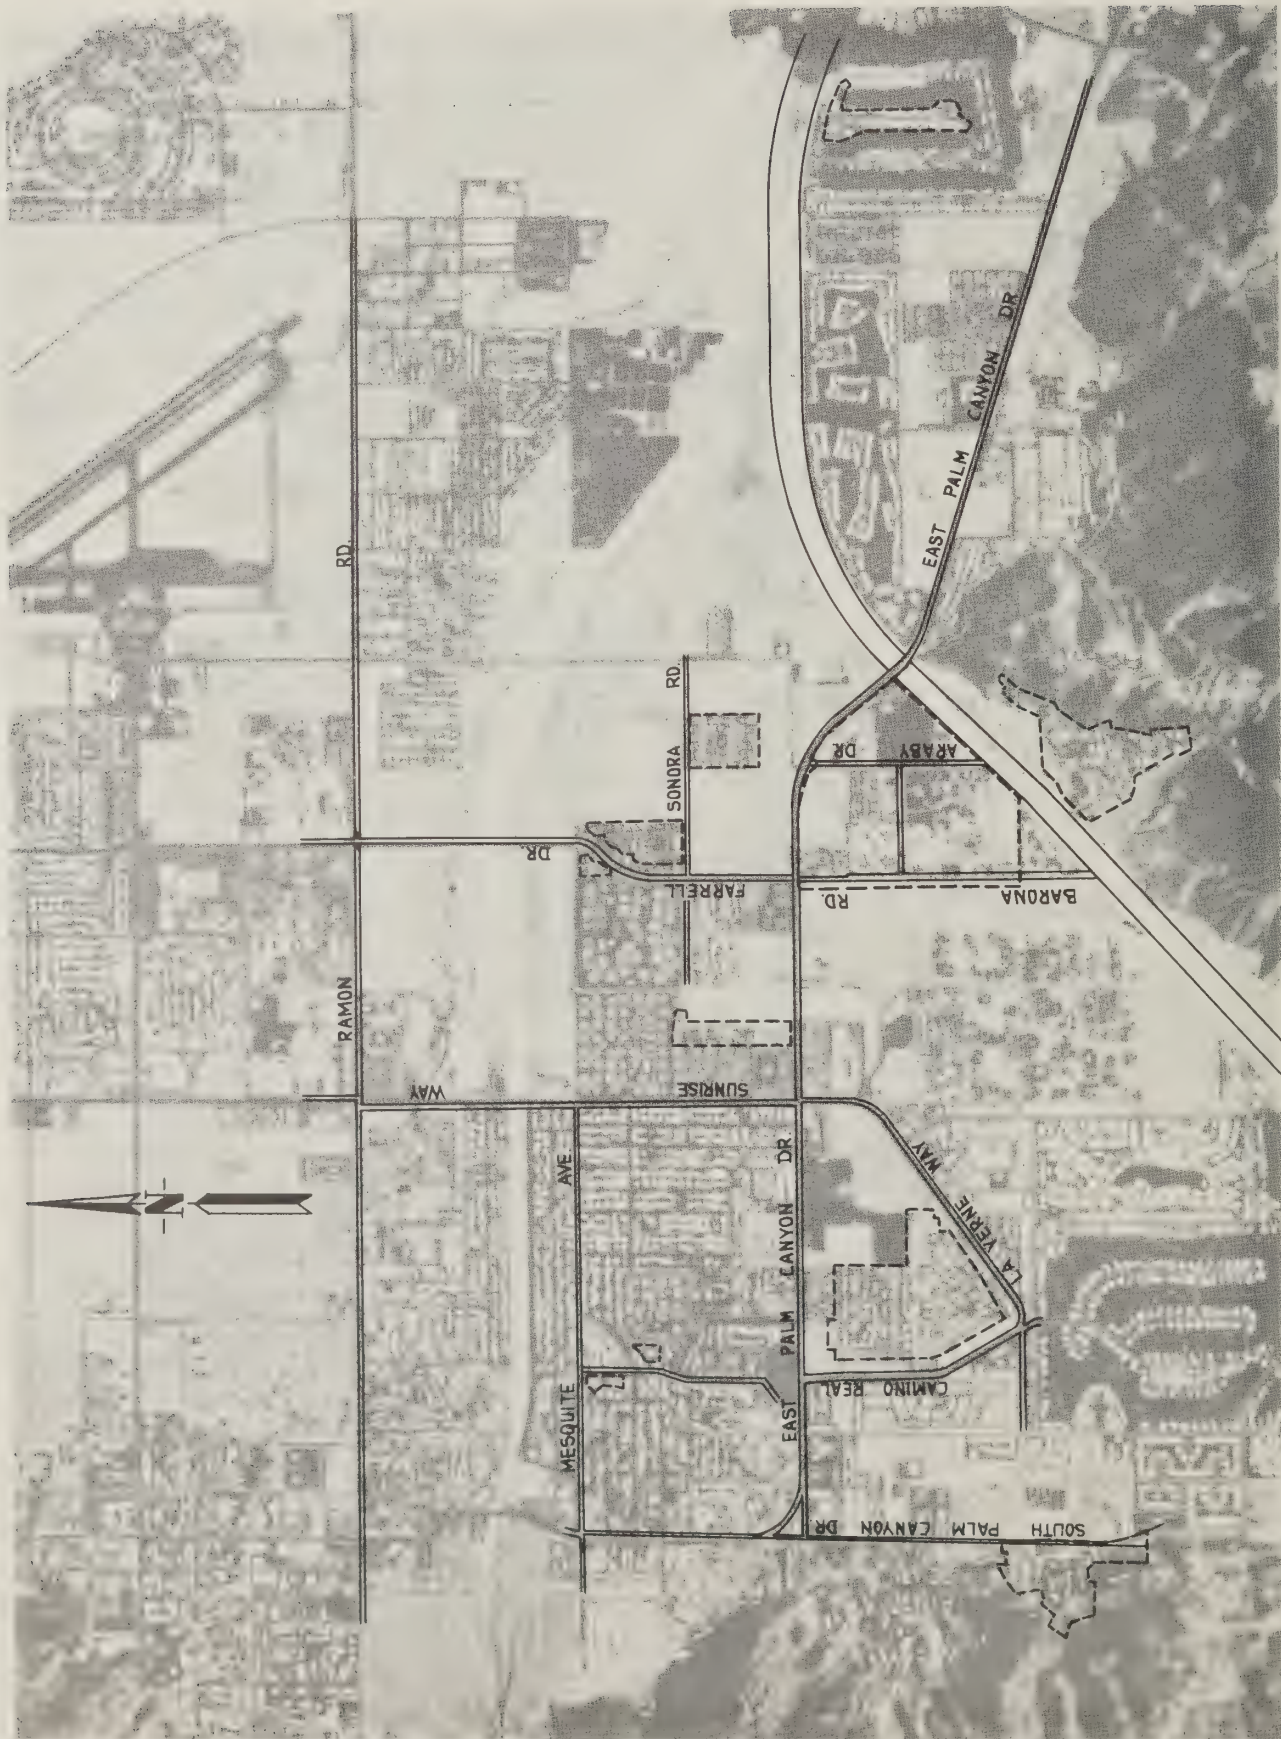 RAMON RD.
WAY
SUNRISE
MESQUITE AVE.
DR.
FARRELL
SONORA RD.
EAST PALM CANYON DR.
EAST PALM CANYON DR
DR ARABY
RD. BARONA
LA VERNE WAY
CAMINO REAL
SOUTH PALM CANYON DR.
N